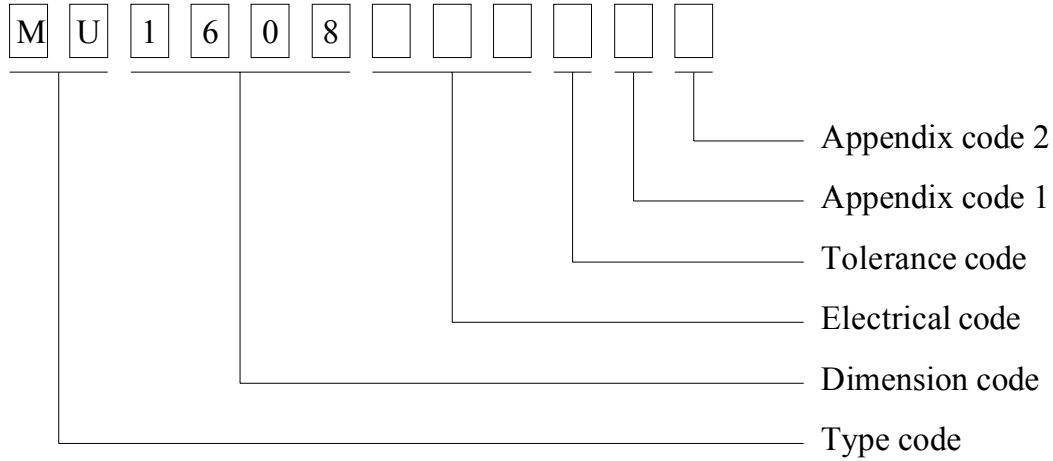 M U 1 6 0 8
Appendix code 2
Appendix code 1
Tolerance code
Electrical code
Dimension code
Type code